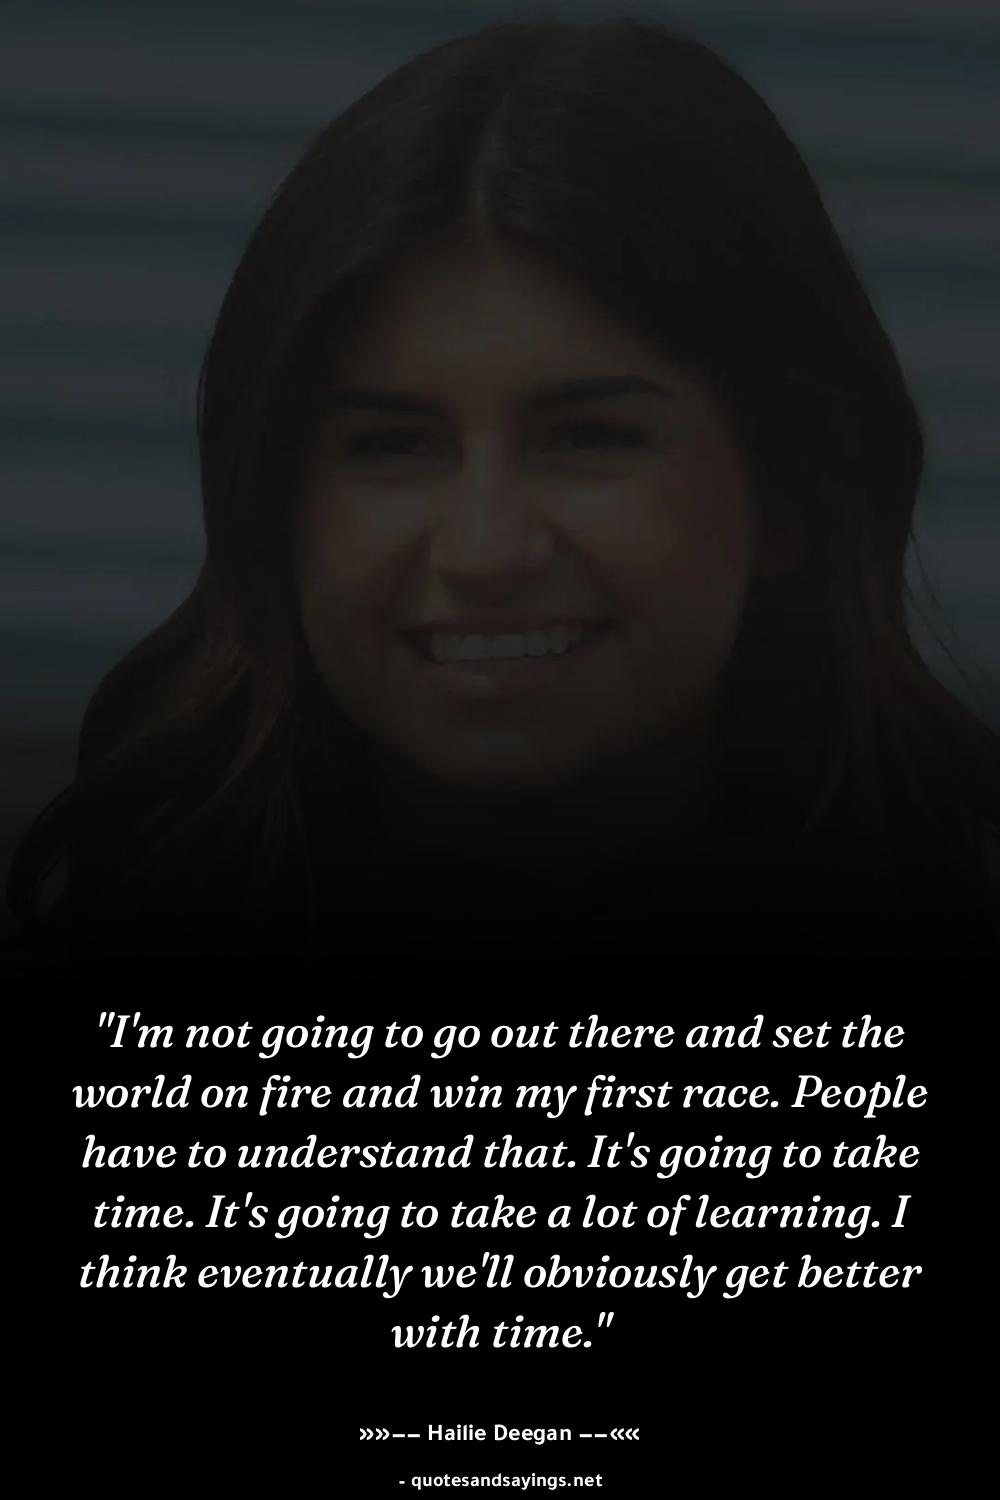 "I'm not going to go out there and set the
world on fire and win my first race. People
have to understand that. It's going to take
time. It's going to take a lot of learning. I
think eventually we'll obviously get better
with time."
»»–– Hailie Deegan ––««
- quotesandsayings.net